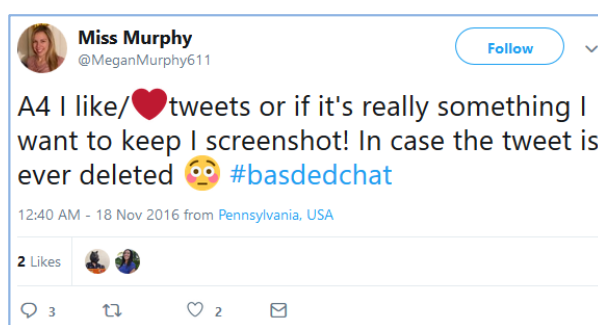 Miss Murphy
@MeganMurphy611
Follow
A4 I like/❤tweets or if it's really something I
want to keep I screenshot! In case the tweet is
ever deleted 😳 #basdedchat
12:40 AM - 18 Nov 2016 from Pennsylvania, USA
2 Likes
3 2